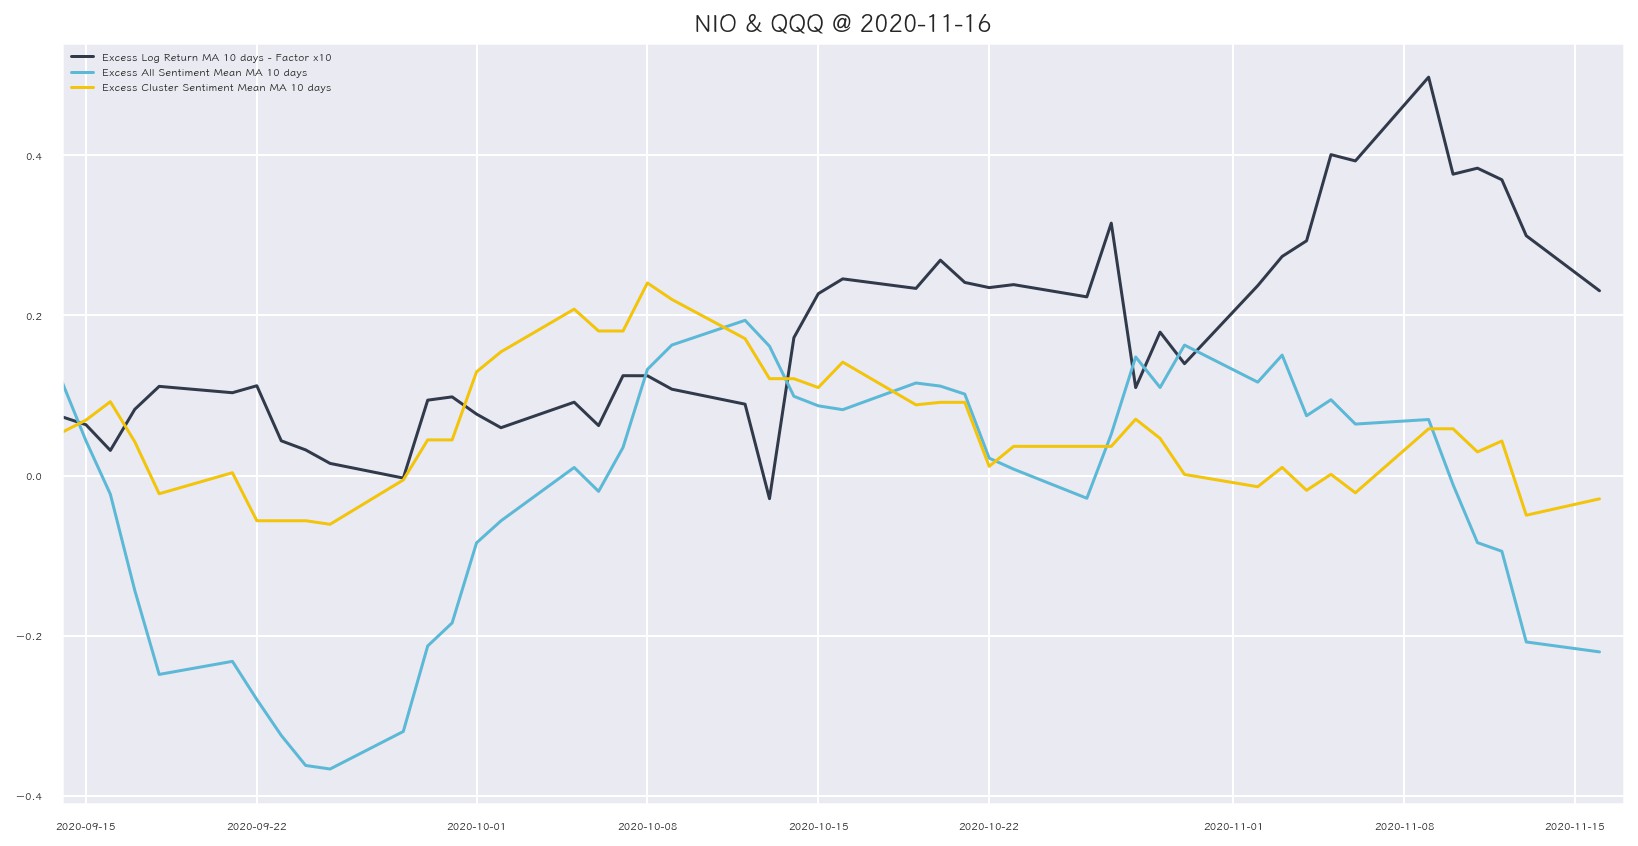 NIO & QQQ @ 2020-11-16
Excess Log Return MA 10 days - Factor x10
Excess All Sentiment Mean MA 10 days
Excess Cluster Sentiment Mean MA 10 days
0.4
0.2
0.0
−0.2
−0.4
2020-09-15 2020-09-22 2020-10-01 2020-10-08 2020-10-15 2020-10-22 2020-11-01 2020-11-08 2020-11-15